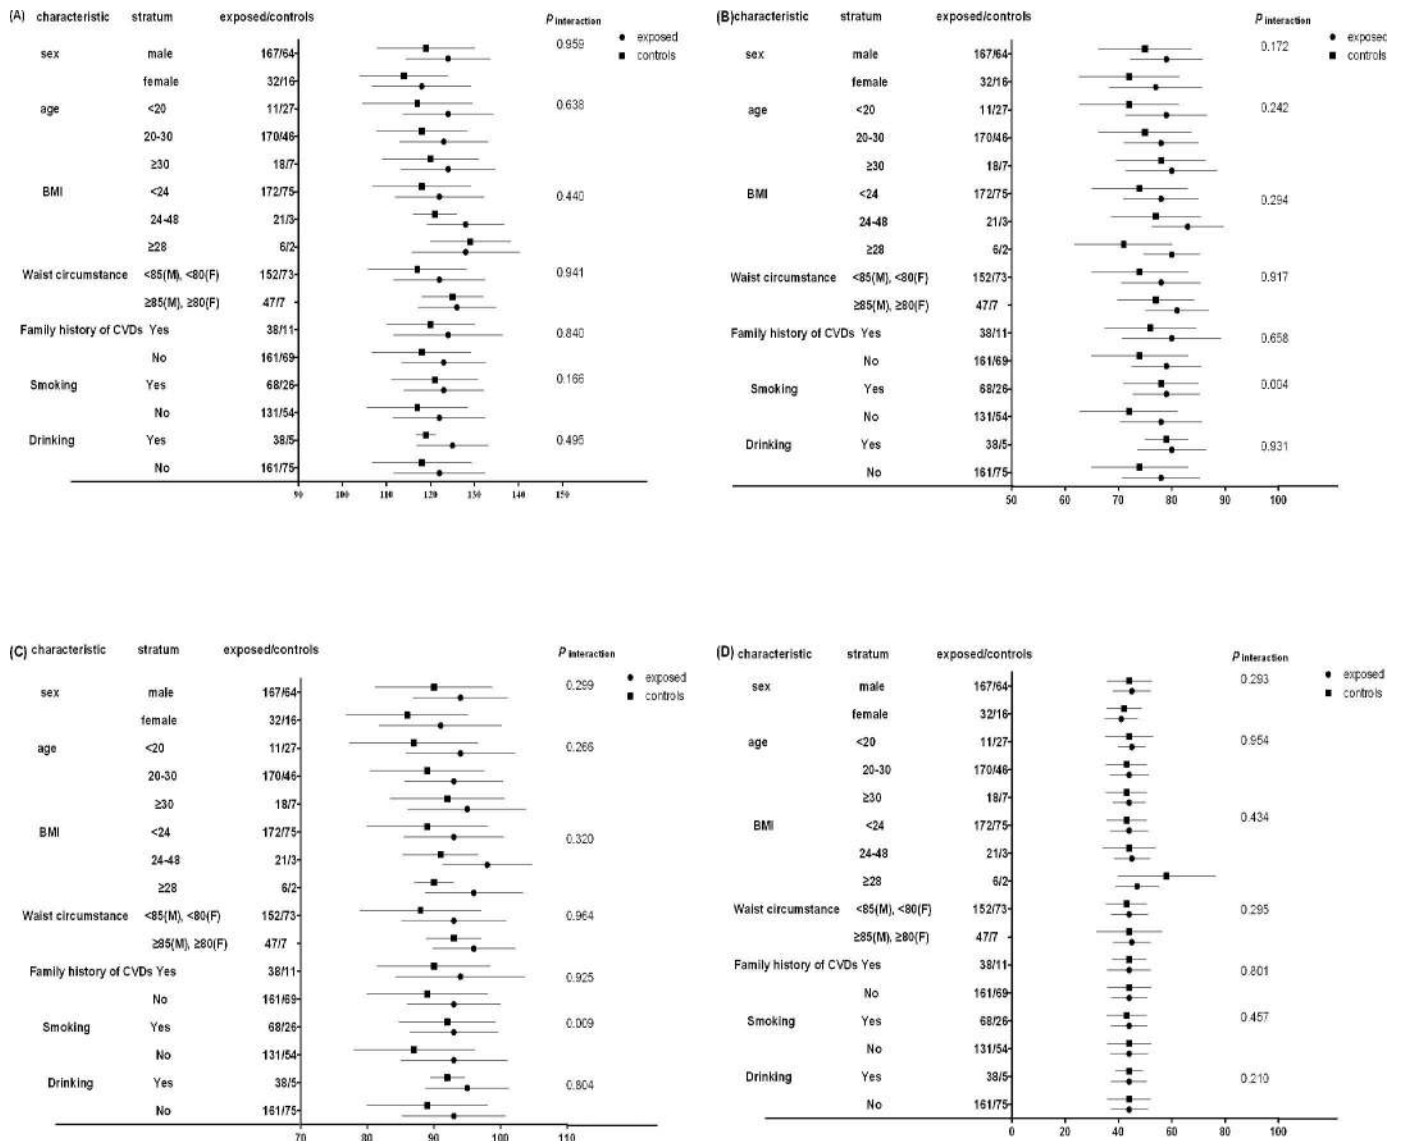 (A) characteristic stratum exposed/controls P interaction
exposed
controls
sex male 167/64 0.959
female 32/16
age <20 11/27 0.638
20-30 170/46
≥30 18/7
BMI <24 172/75 0.440
24-48 21/3
≥28 6/2
Waist circumstance <85(M), <80(F) 152/73 0.941
≥85(M), ≥80(F) 47/7
Family history of CVDs Yes 38/11 0.840
No 161/69
Smoking Yes 68/26 0.166
No 131/54
Drinking Yes 38/5 0.495
No 161/75
90 100 110 120 130 140 150
(B) characteristic stratum exposed/controls P interaction
exposed
controls
sex male 167/64 0.172
female 32/16
age <20 11/27 0.242
20-30 170/46
≥30 18/7
BMI <24 172/75 0.294
24-48 21/3
≥28 6/2
Waist circumstance <85(M), <80(F) 152/73 0.917
≥85(M), ≥80(F) 47/7
Family history of CVDs Yes 38/11 0.658
No 161/69
Smoking Yes 68/26 0.004
No 131/54
Drinking Yes 38/5 0.931
No 161/75
50 60 70 80 90 100
(C) characteristic stratum exposed/controls P interaction
exposed
controls
sex male 167/64 0.299
female 32/16
age <20 11/27 0.266
20-30 170/46
≥30 18/7
BMI <24 172/75 0.320
24-48 21/3
≥28 6/2
Waist circumstance <85(M), <80(F) 152/73 0.964
≥85(M), ≥80(F) 47/7
Family history of CVDs Yes 38/11 0.925
No 161/69
Smoking Yes 68/26 0.009
No 131/54
Drinking Yes 38/5 0.804
No 161/75
70 80 90 100 110
(D) characteristic stratum exposed/controls P interaction
exposed
controls
sex male 167/64 0.293
female 32/16
age <20 11/27 0.954
20-30 170/46
≥30 18/7
BMI <24 172/75 0.434
24-48 21/3
≥28 6/2
Waist circumstance <85(M), <80(F) 152/73 0.295
≥85(M), ≥80(F) 47/7
Family history of CVDs Yes 38/11 0.801
No 161/69
Smoking Yes 68/26 0.457
No 131/54
Drinking Yes 38/5 0.210
No 161/75
0 20 40 60 80 100